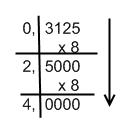 0, 3125
x 8
2, 5000
x 8
4, 0000